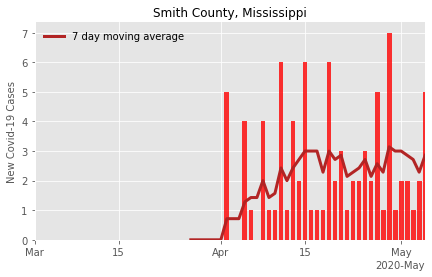 Smith County, Mississippi
7 day moving average
New Covid-19 Cases
7
6
5
4
3
2
1
0
Mar 15 Apr 15 May
2020-May